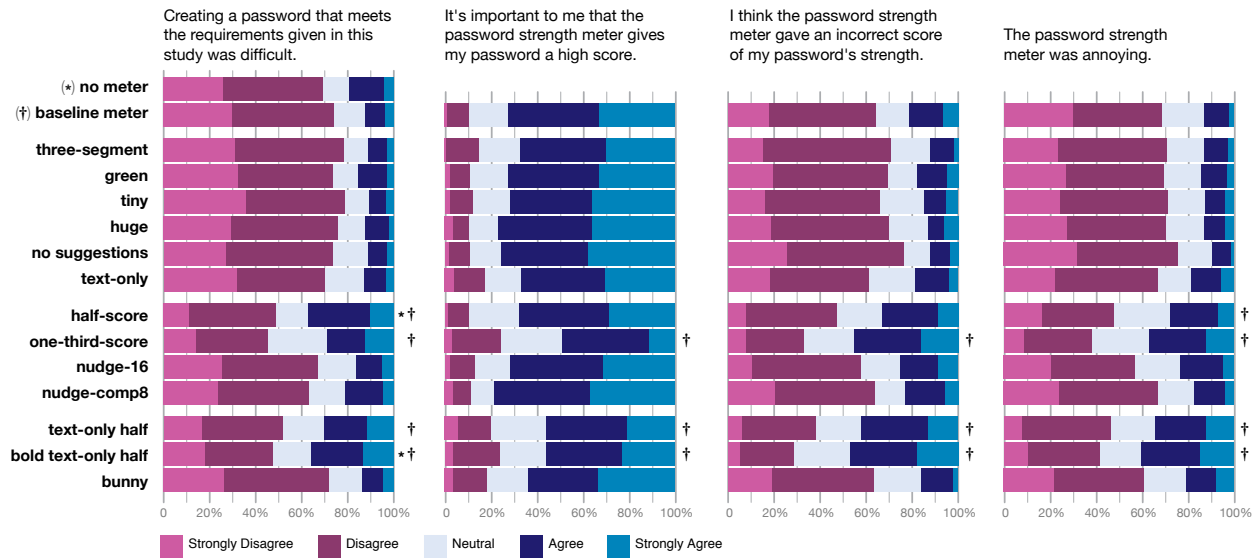 Creating a password that meets
the requirements given in this
study was difficult.
It's important to me that the
password strength meter gives
my password a high score.
I think the password strength
meter gave an incorrect score
of my password's strength.
The password strength
meter was annoying.
(*) no meter
(†) baseline meter
three-segment
green
tiny
huge
no suggestions
text-only
half-score * † †
one-third-score † † † †
nudge-16
nudge-comp8
text-only half † † † †
bold text-only half * † † † †
bunny
0 20% 40% 60% 80% 100% 0 20% 40% 60% 80% 100% 0 20% 40% 60% 80% 100% 0 20% 40% 60% 80% 100%
Strongly Disagree Disagree Neutral Agree Strongly Agree